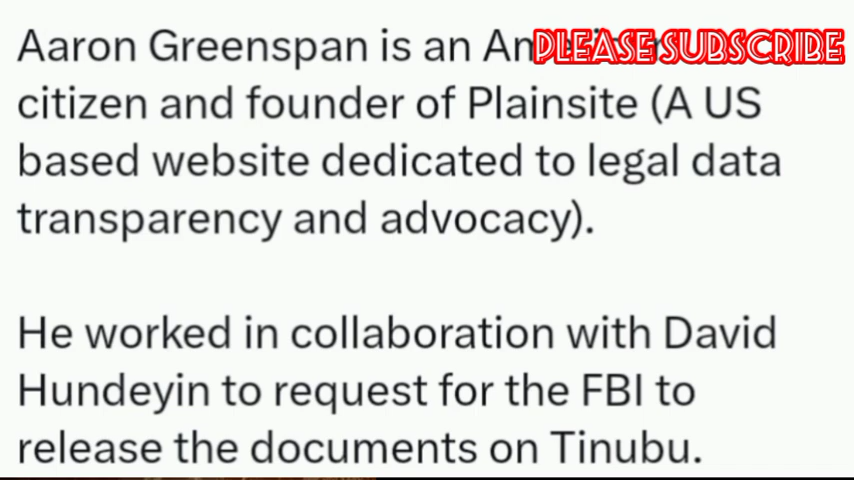 Aaron Greenspan is an
PLEASE SUBSCRIBE
citizen and founder of Plainsite (A US
based website dedicated to legal data
transparency and advocacy).
He worked in collaboration with David
Hundeyin to request for the FBI to
release the documents on Tinubu.